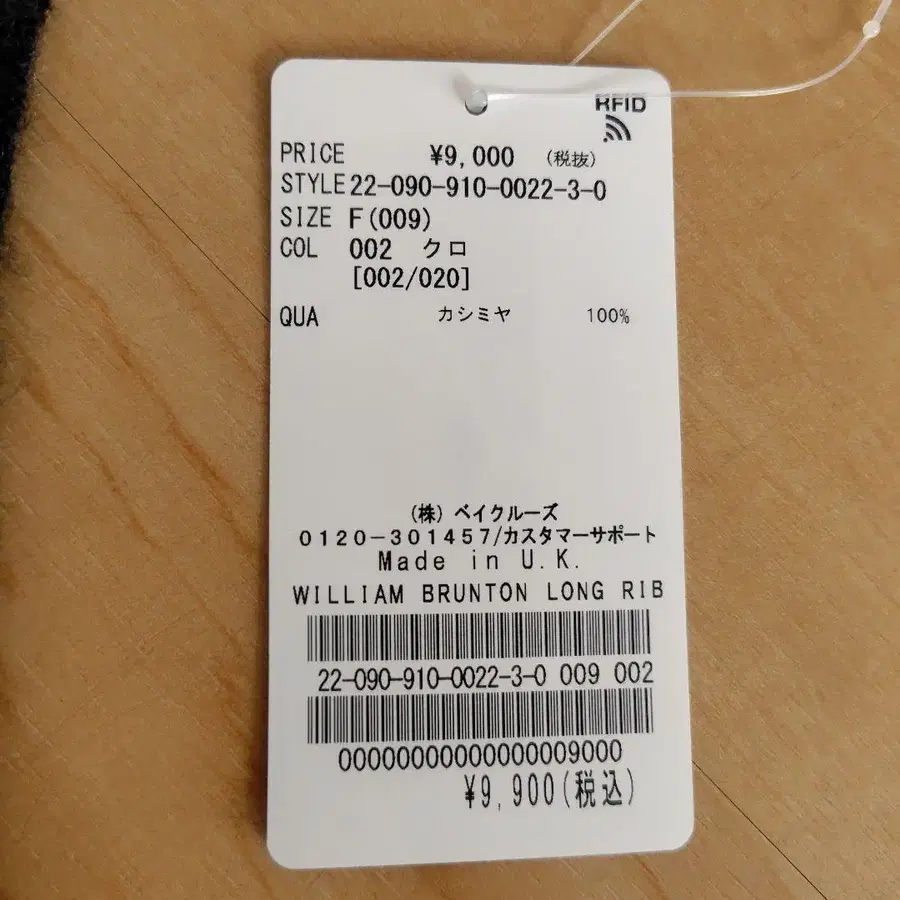 RFID
PRICE ¥9,000 (税抜)
STYLE 22-090-910-0022-3-0
SIZE F(009)
COL 002 クロ
[002/020]
QUA カシミヤ 100%
(株) ベイクルーズ
0120-301457/カスタマーサポート
Made in U.K.
WILLIAM BRUNTON LONG RIB
22-090-910-0022-3-0 009 002
00000000000000009000
¥9,900(税込)